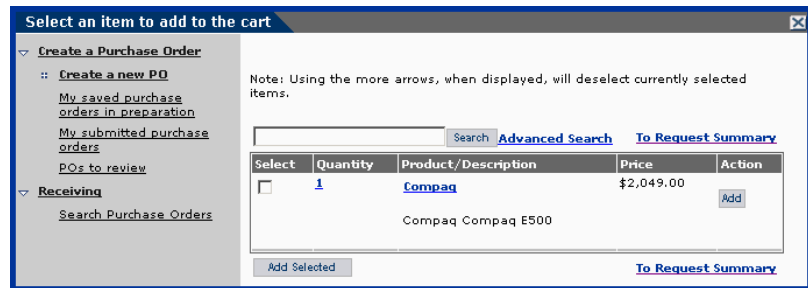 Select an item to add to the cart
Create a Purchase Order
Create a new PO
My saved purchase
orders in preparation
My submitted purchase
orders
POs to review
Receiving
Search Purchase Orders
Note: Using the more arrows, when displayed, will deselect currently selected
items.
Search Advanced Search To Request Summary
Select Quantity Product/Description Price Action
1 Compaq $2,049.00 Add
Compaq Compaq E500
Add Selected To Request Summary